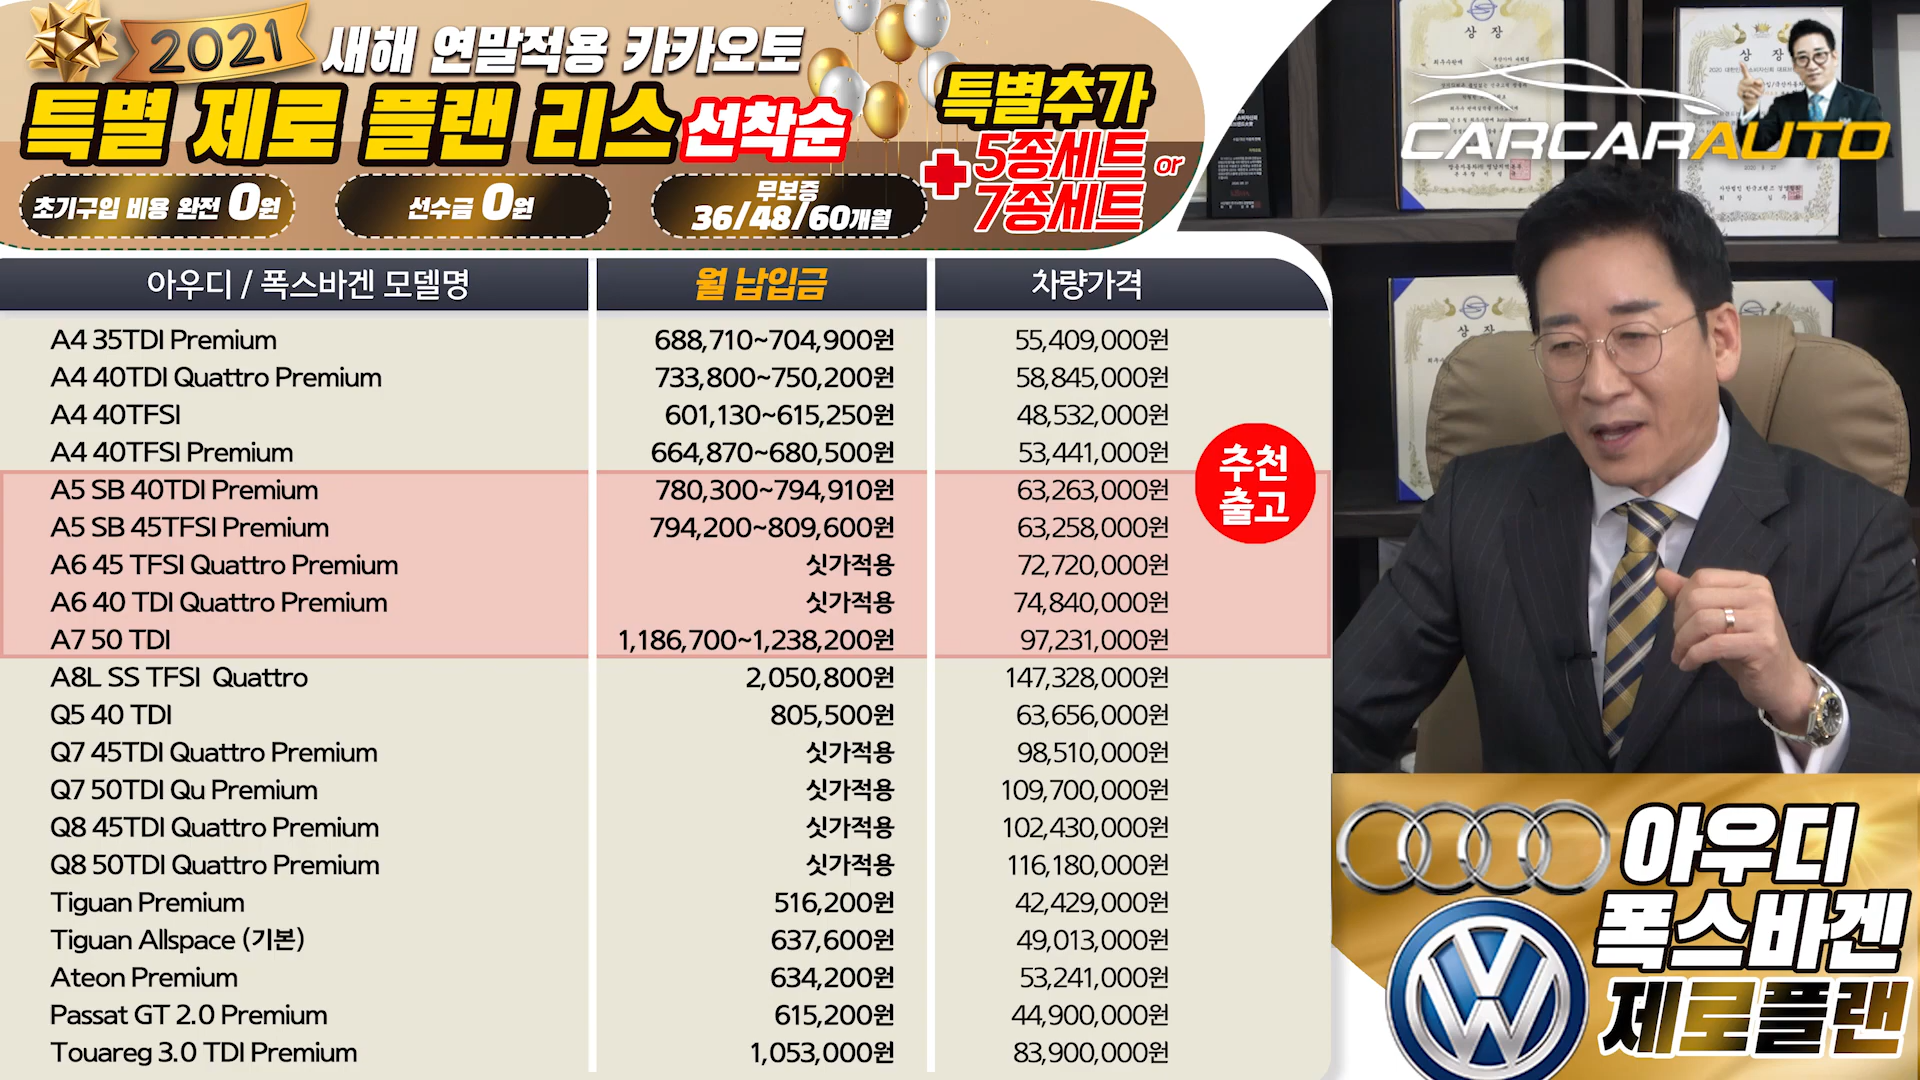 2021 새해 연말적용 카카오토
특별 제로 플랜 리스 선착순
초기구입 비용 완전 0원
선수금 0원
무보증
36/48/60개월
특별추가
+ 5종세트 or
7종세트
CARCARAUTO
상 장
상 장
상 장
아우디 / 폭스바겐 모델명 월 납입금 차량가격
A4 35TDI Premium 688,710~704,900원 55,409,000원
A4 40TDI Quattro Premium 733,800~750,200원 58,845,000원
A4 40TFSI 601,130~615,250원 48,532,000원
A4 40TFSI Premium 664,870~680,500원 53,441,000원
A5 SB 40TDI Premium 780,300~794,910원 63,263,000원
A5 SB 45TFSI Premium 794,200~809,600원 63,258,000원
A6 45 TFSI Quattro Premium 싯가적용 72,720,000원
A6 40 TDI Quattro Premium 싯가적용 74,840,000원
A7 50 TDI 1,186,700~1,238,200원 97,231,000원
추천
출고
A8L SS TFSI Quattro 2,050,800원 147,328,000원
Q5 40 TDI 805,500원 63,656,000원
Q7 45TDI Quattro Premium 싯가적용 98,510,000원
Q7 50TDI Qu Premium 싯가적용 109,700,000원
Q8 45TDI Quattro Premium 싯가적용 102,430,000원
Q8 50TDI Quattro Premium 싯가적용 116,180,000원
Tiguan Premium 516,200원 42,429,000원
Tiguan Allspace (기본) 637,600원 49,013,000원
Ateon Premium 634,200원 53,241,000원
Passat GT 2.0 Premium 615,200원 44,900,000원
Touareg 3.0 TDI Premium 1,053,000원 83,900,000원
아우디
폭스바겐
제로플랜